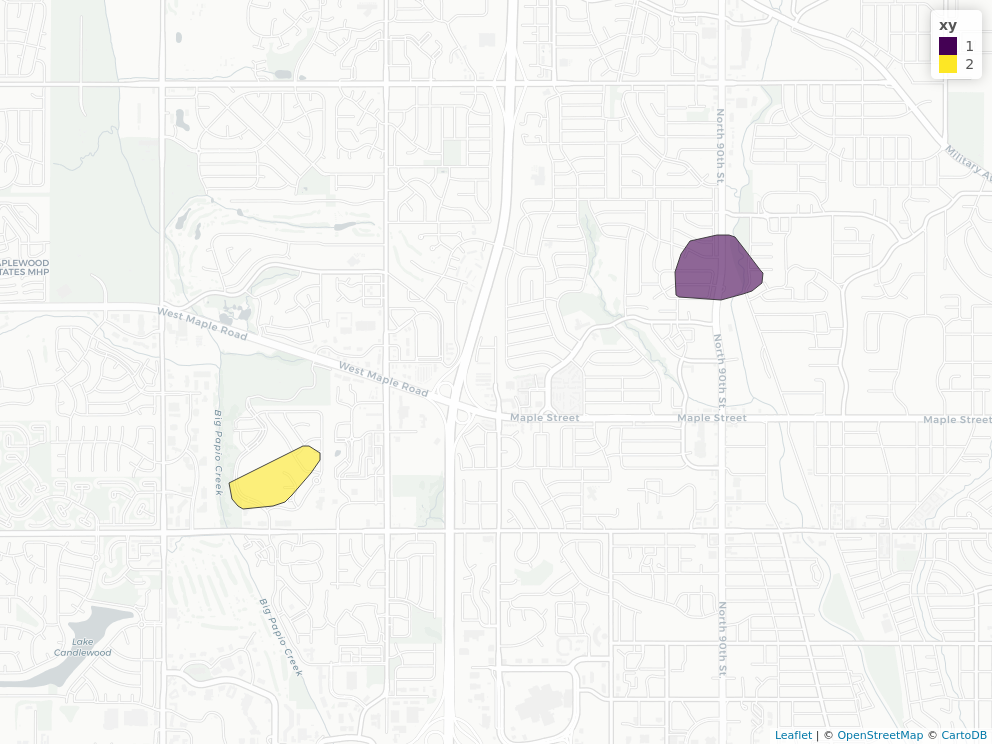 xy
1
2
North 90th St.
Military Av
APLEWOOD
STATES MHP
West Maple Road
West Maple Road
North 90th St.
Maple Street
Maple Street
Maple Street
Big Papio Creek
Big Papio Creek
North 90th St.
Lake
Candlewood
Leaflet | © OpenStreetMap © CartoDB